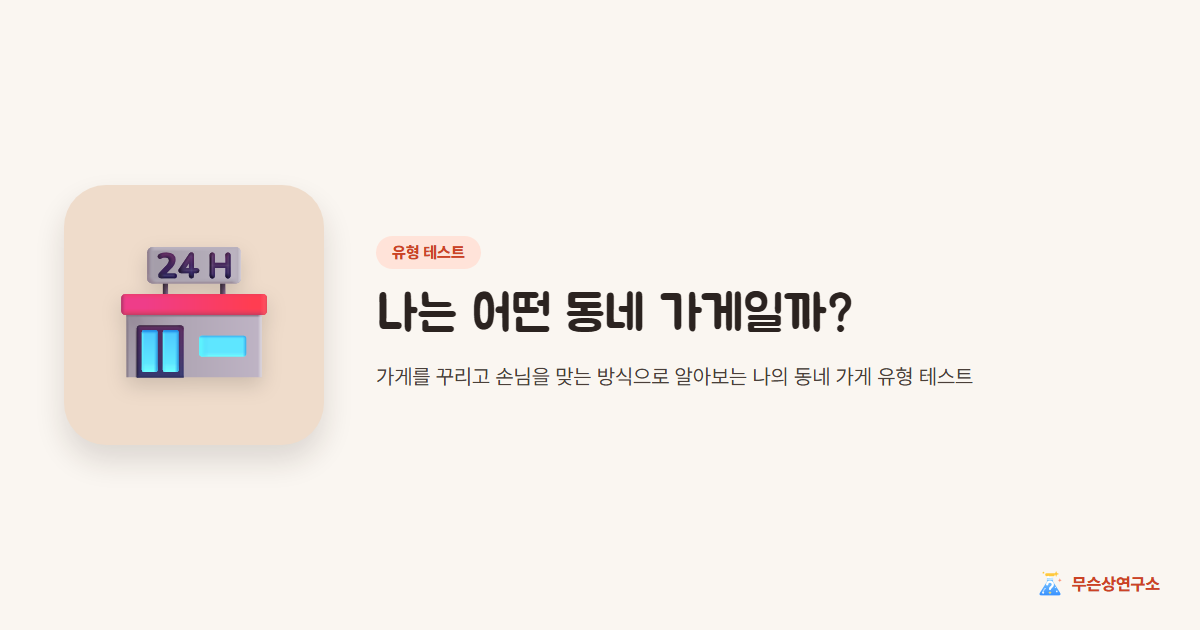 24 H
유형 테스트
나는 어떤 동네 가게일까?
가게를 꾸리고 손님을 맞는 방식으로 알아보는 나의 동네 가게 유형 테스트
무슨상연구소